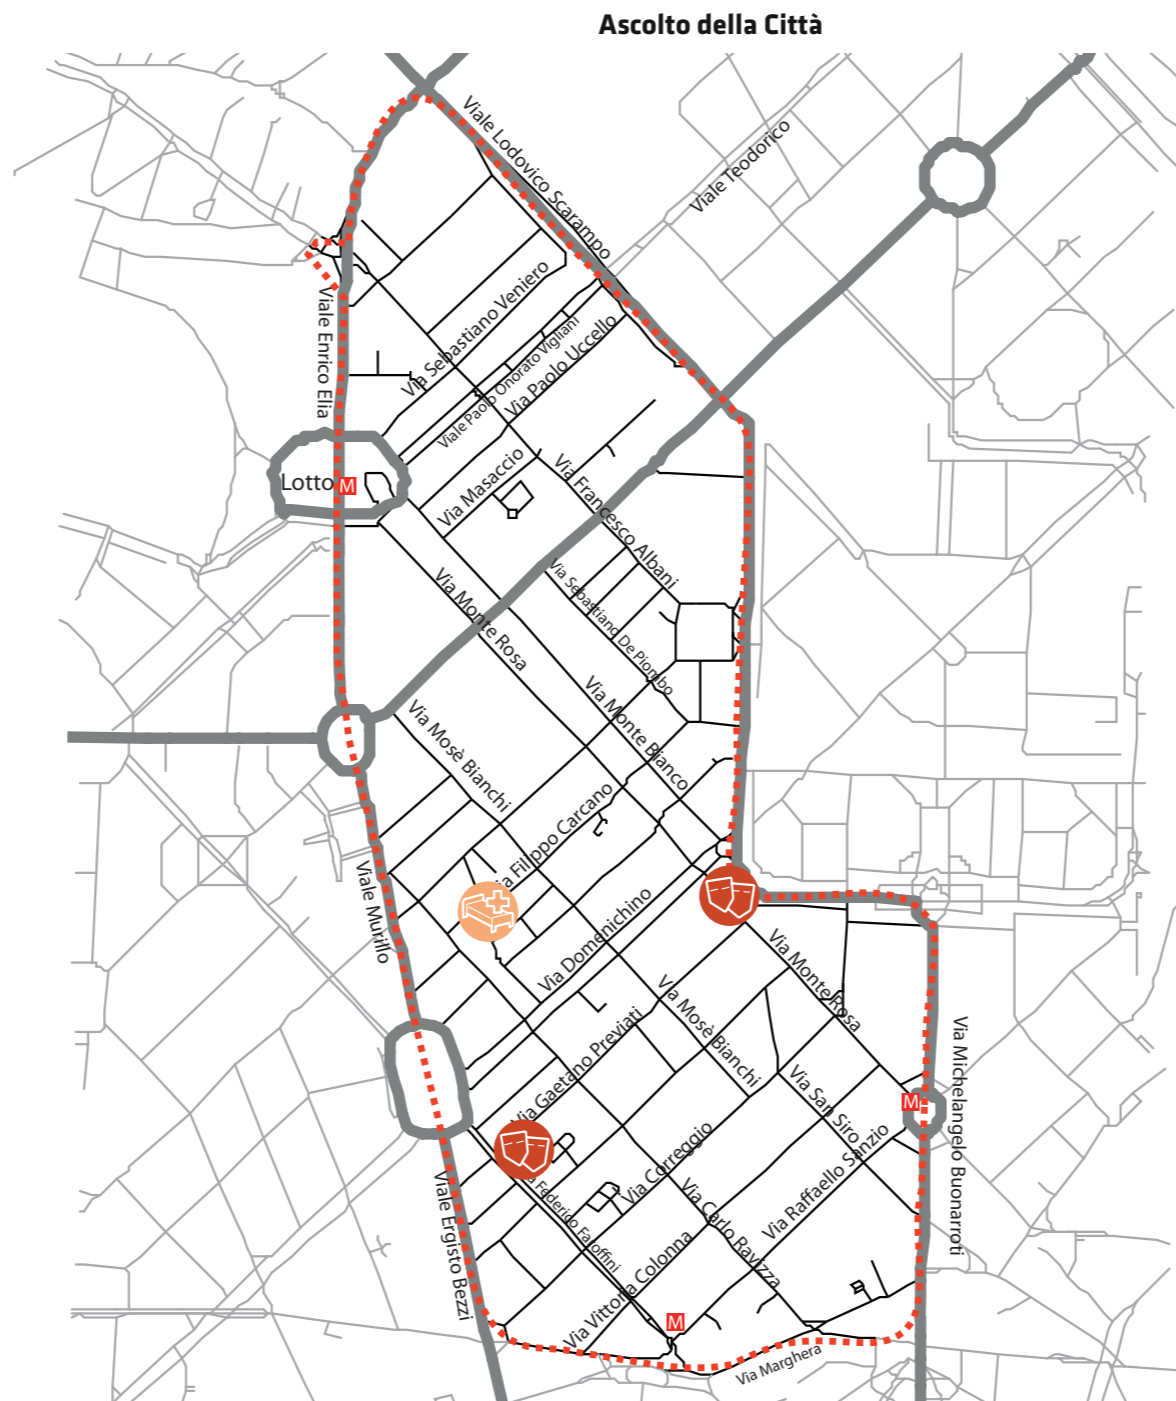 Ascolto della Città
Viale Lodovico Scarampo
Viale Teodorico
Viale Enrico Elia
Via Sebastiano Veniero
Viale Paolo Onorato Vigliani
Via Paolo Uccello
Lotto M
Via Masaccio
Via Francesco Albani
Via Monte Rosa
Via Sebastiano De Piombo
Via Mosè Bianchi
Via Monte Bianco
ia Filippo Carcano
Viale Murillo
Via Domenichino
Via Monte Rosa
Via Mosè Bianchi
Via Gaetano Previati
Via San Siro
M
Via Michelangelo Buonarroti
Via Correggio
Via Raffaello Sanzio
Viale Ergisto Bezzi
a Federico Faroffini
Via Carlo Ravizza
Via Vittoria Colonna
M
Via Marghera